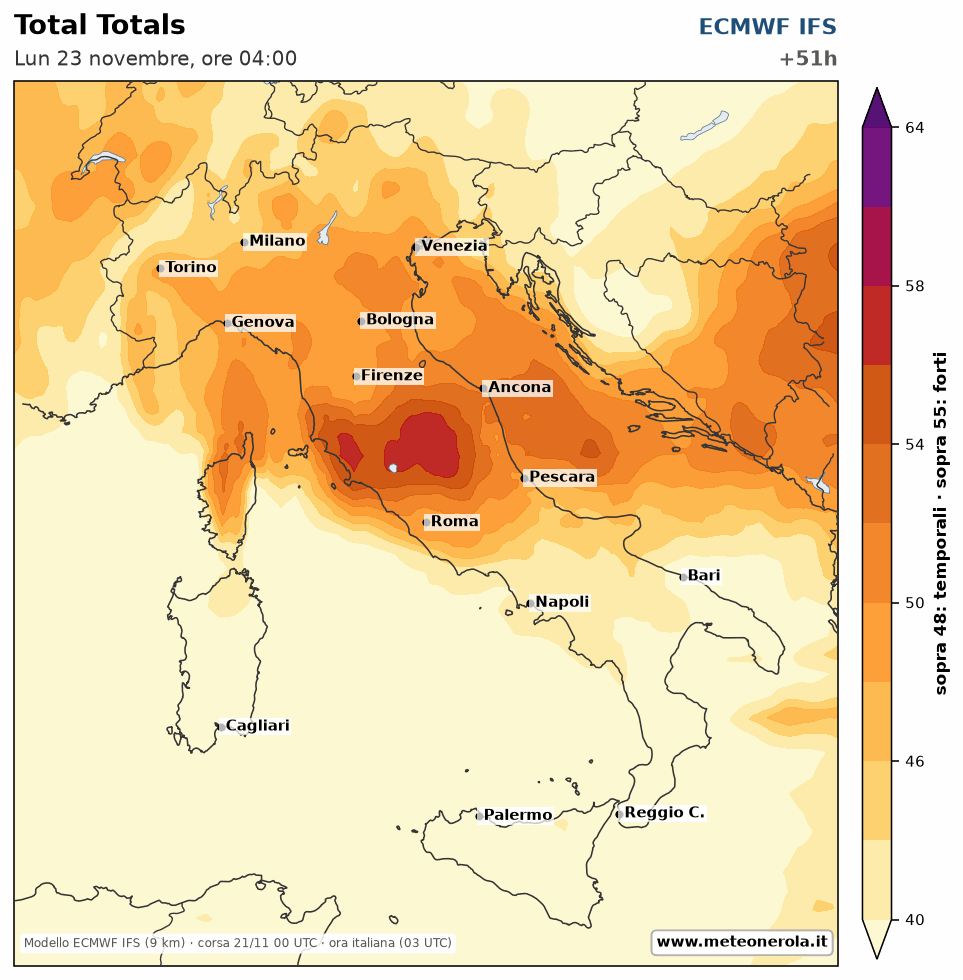 Total Totals
ECMWF IFS
Lun 23 novembre, ore 04:00
+51h
64
58
54
50
46
40
sopra 48: temporali · sopra 55: forti
Milano
Venezia
Torino
Genova
Bologna
Firenze
Ancona
Pescara
Roma
Bari
Napoli
Cagliari
Palermo
Reggio C.
Modello ECMWF IFS (9 km) · corsa 21/11 00 UTC · ora italiana (03 UTC)
www.meteonerola.it